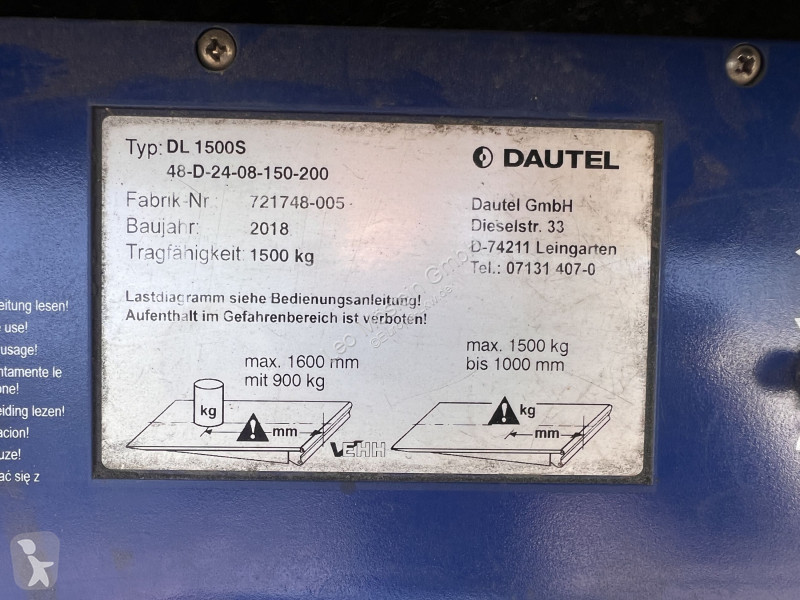 Typ: DL 1500S
48-D-24-08-150-200
Fabrik-Nr.: 721748-005
Baujahr: 2018
Tragfähigkeit: 1500 kg
DAUTEL
Dautel GmbH
Dieselstr. 33
D-74211 Leingarten
Tel.: 07131 407-0
Lastdiagramm siehe Bedienungsanleitung!
Aufenthalt im Gefahrenbereich ist verboten!
max. 1600 mm
mit 900 kg
kg
mm
max. 1500 kg
bis 1000 mm
kg
mm
VEHH
eitung lesen!
use!
usage!
ntamente le
one!
eiding lezen!
acion!
uze!
ać się z